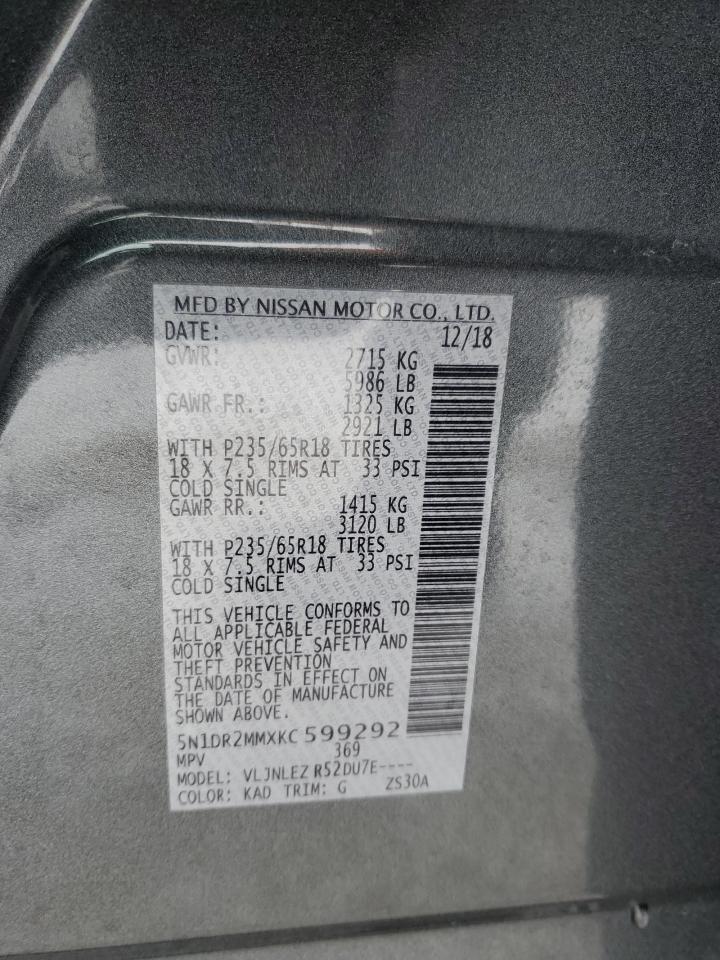 MFD BY NISSAN MOTOR CO., LTD.
DATE: 12/18
GVWR: 2715 KG
5986 LB
GAWR FR.: 1325 KG
2921 LB
WITH P235/65R18 TIRES
18 X 7.5 RIMS AT 33 PSI
COLD SINGLE
GAWR RR.: 1415 KG
3120 LB
WITH P235/65R18 TIRES
18 X 7.5 RIMS AT 33 PSI
COLD SINGLE
THIS VEHICLE CONFORMS TO
ALL APPLICABLE FEDERAL
MOTOR VEHICLE SAFETY AND
THEFT PREVENTION
STANDARDS IN EFFECT ON
THE DATE OF MANUFACTURE
SHOWN ABOVE.
5N1DR2MMXKC599292
MPV 369
MODEL: VLJNLEZ R52DU7E----
COLOR: KAD TRIM: G ZS30A